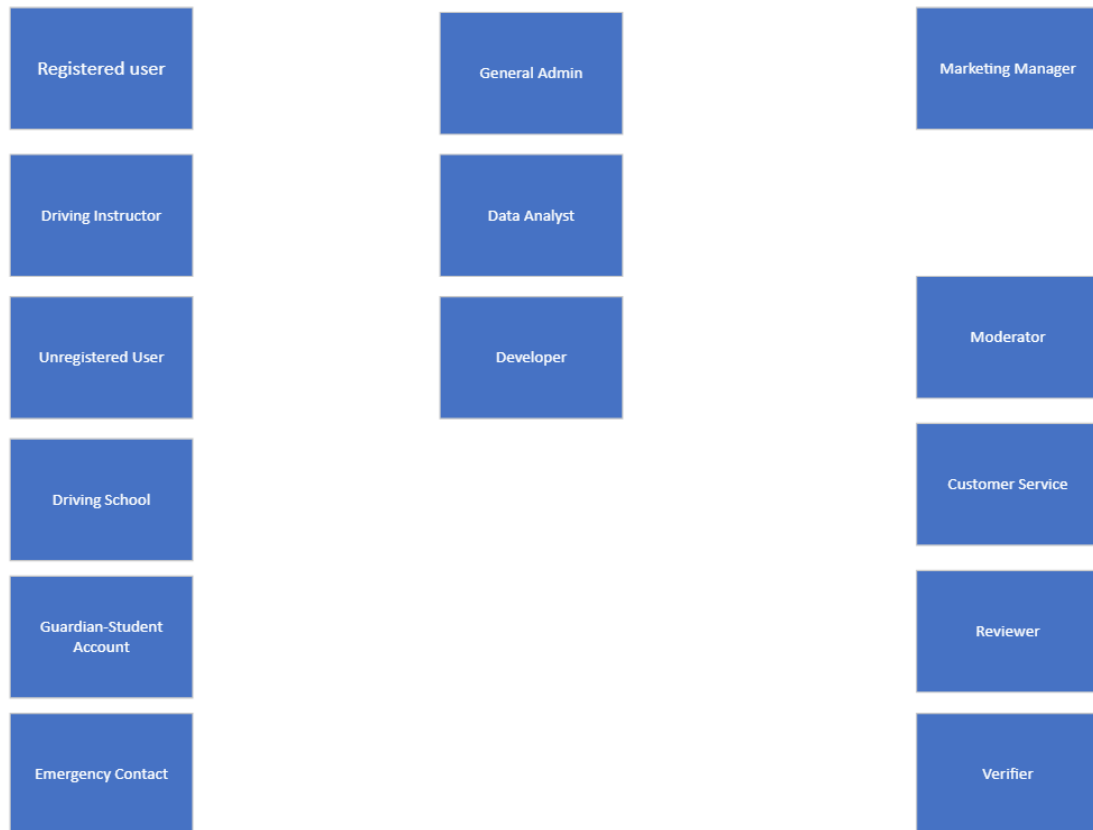 Registered user
General Admin
Marketing Manager
Driving Instructor
Data Analyst
Unregistered User
Developer
Moderator
Driving School
Customer Service
Guardian-Student
Account
Reviewer
Emergency Contact
Verifier